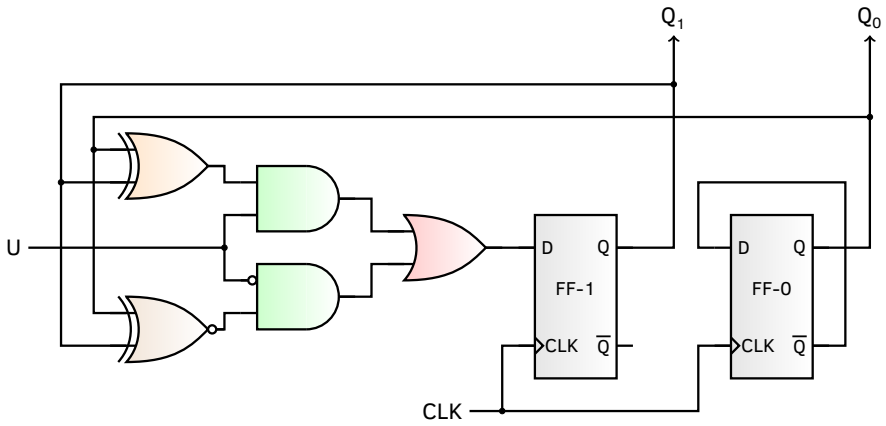 Q₁ Q₀
U
D Q D Q
FF-1 FF-0
CLK Q̅ CLK Q̅
CLK